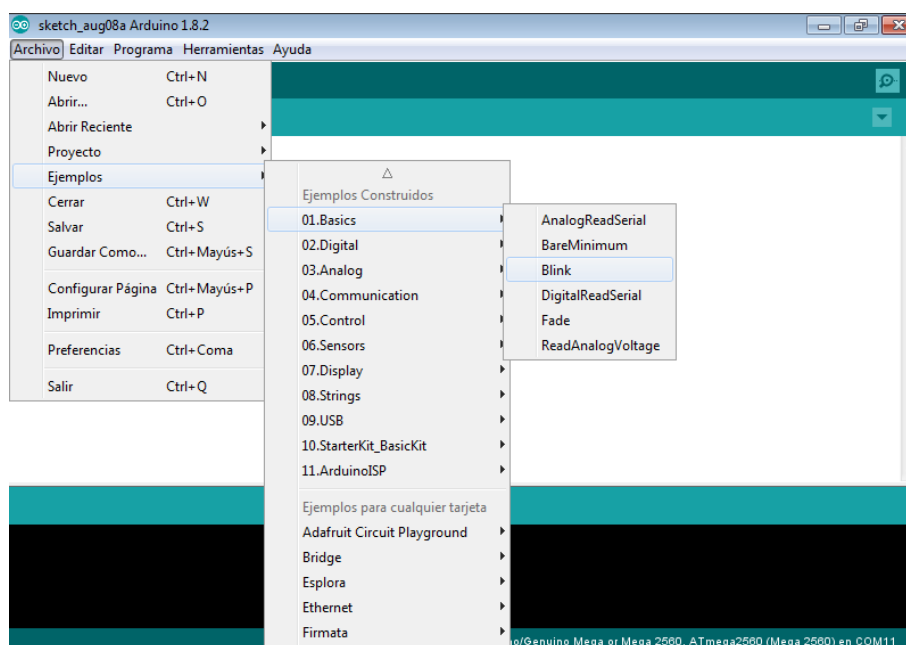 sketch_aug08a Arduino 1.8.2
Archivo Editar Programa Herramientas Ayuda
Nuevo Ctrl+N
Abrir... Ctrl+O
Abrir Reciente
Proyecto
Ejemplos
Cerrar Ctrl+W
Salvar Ctrl+S
Guardar Como... Ctrl+Mayús+S
Configurar Página Ctrl+Mayús+P
Imprimir Ctrl+P
Preferencias Ctrl+Coma
Salir Ctrl+Q
Ejemplos Construidos
01.Basics
02.Digital
03.Analog
04.Communication
05.Control
06.Sensors
07.Display
08.Strings
09.USB
10.StarterKit_BasicKit
11.ArduinoISP
Ejemplos para cualquier tarjeta
Adafruit Circuit Playground
Bridge
Esplora
Ethernet
Firmata
AnalogReadSerial
BareMinimum
Blink
DigitalReadSerial
Fade
ReadAnalogVoltage
o/Genuino Mega or Mega 2560, ATmega2560 (Mega 2560) en COM11